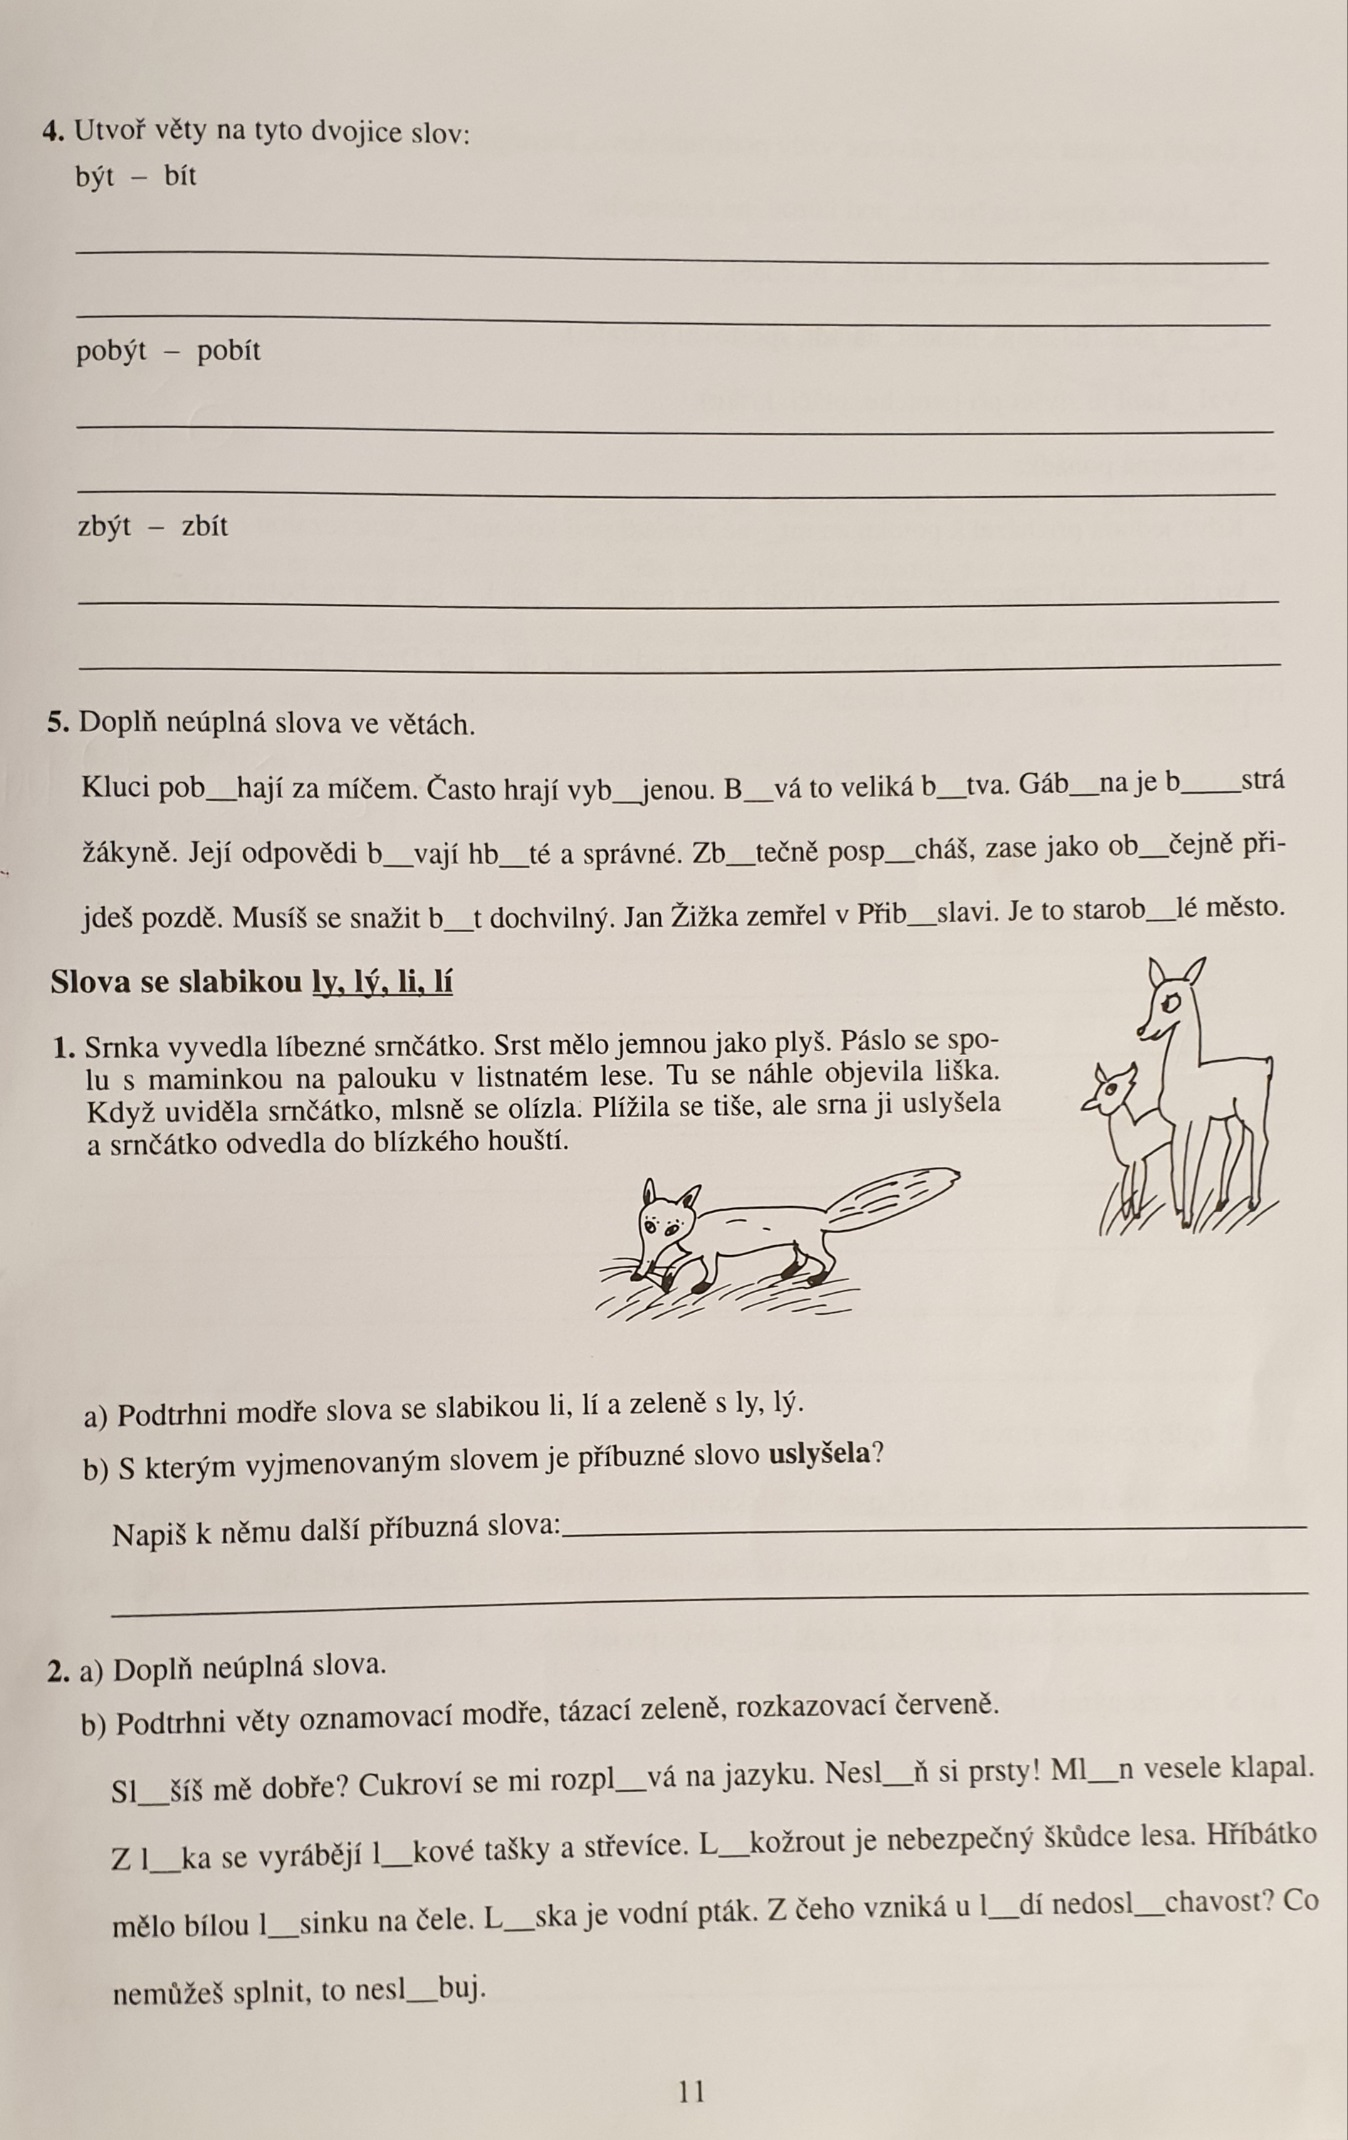 4. Utvoř věty na tyto dvojice slov:
být – bít
pobýt – pobít
zbýt – zbít
5. Doplň neúplná slova ve větách.
Kluci pob__hají za míčem. Často hrají vyb__jenou. B__vá to veliká b__tva. Gáb__na je b____strá
žákyně. Její odpovědi b__vají hb__té a správné. Zb__tečně posp__cháš, zase jako ob__čejně při-
jdeš pozdě. Musíš se snažit b__t dochvilný. Jan Žižka zemřel v Přib__slavi. Je to starob__lé město.
Slova se slabikou ly, lý, li, lí
1. Srnka vyvedla líbezné srnčátko. Srst mělo jemnou jako plyš. Páslo se spo-
lu s maminkou na palouku v listnatém lese. Tu se náhle objevila liška.
Když uviděla srnčátko, mlsně se olízla. Plížila se tiše, ale srna ji uslyšela
a srnčátko odvedla do blízkého houští.
a) Podtrhni modře slova se slabikou li, lí a zeleně s ly, lý.
b) S kterým vyjmenovaným slovem je příbuzné slovo uslyšela?
Napiš k němu další příbuzná slova:
2. a) Doplň neúplná slova.
b) Podtrhni věty oznamovací modře, tázací zeleně, rozkazovací červeně.
Sl__šíš mě dobře? Cukroví se mi rozpl__vá na jazyku. Nesl__ň si prsty! Ml__n vesele klapal.
Z l__ka se vyrábějí l__kové tašky a střevíce. L__kožrout je nebezpečný škůdce lesa. Hříbátko
mělo bílou l__sinku na čele. L__ska je vodní pták. Z čeho vzniká u l__dí nedosl__chavost? Co
nemůžeš splnit, to nesl__buj.
11